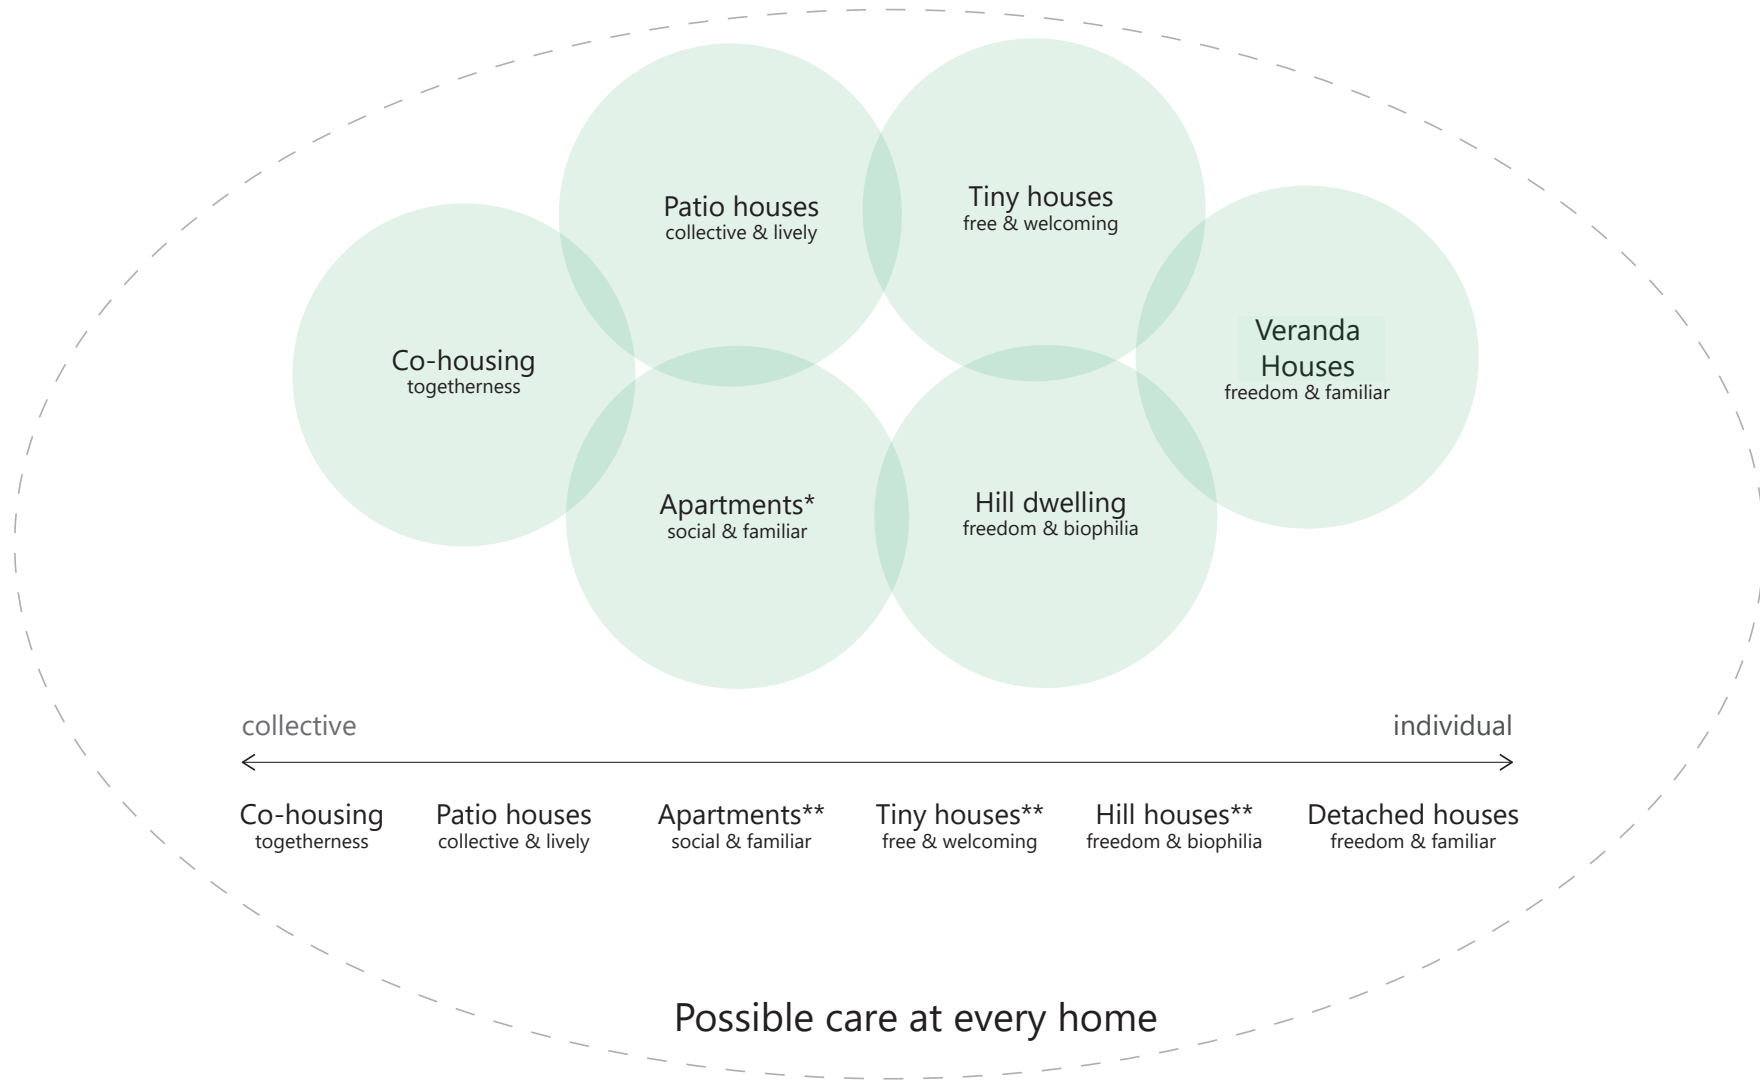 Patio houses
collective & lively
Tiny houses
free & welcoming
Co-housing
togetherness
Veranda
Houses
freedom & familiar
Apartments*
social & familiar
Hill dwelling
freedom & biophilia
collective
individual
Co-housing
togetherness
Patio houses
collective & lively
Apartments**
social & familiar
Tiny houses**
free & welcoming
Hill houses**
freedom & biophilia
Detached houses
freedom & familiar
Possible care at every home